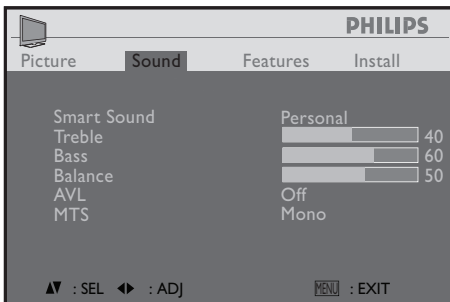 PHILIPS
Picture Sound Features Install
Smart Sound Personal
Treble 40
Bass 60
Balance 50
AVL Off
MTS Mono
: SEL : ADJ MENU : EXIT